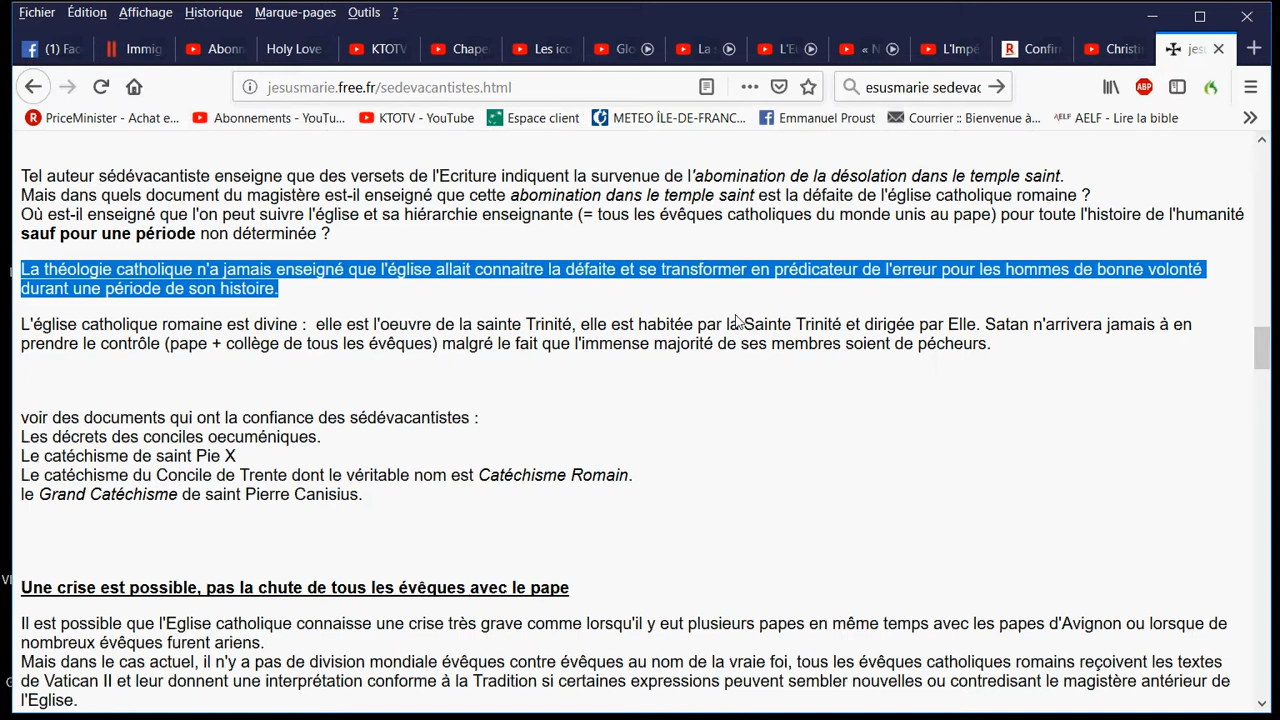 Fichier Édition Affichage Historique Marque-pages Outils ?
(1) Fac Immig Abonn Holy Love KTOTV Chape Les ico Glo La s L'E « N L'Impé Confir Christi jes
jesusmarie.free.fr/sedevacantistes.html esusmarie sedevac
PriceMinister - Achat e... Abonnements - YouTu... KTOTV - YouTube Espace client METEO ÎLE-DE-FRANC... Emmanuel Proust Courrier :: Bienvenue à... AELF - Lire la bible
Tel auteur sédévacantiste enseigne que des versets de l'Ecriture indiquent la survenue de l'abomination de la désolation dans le temple saint.
Mais dans quels document du magistère est-il enseigné que cette abomination dans le temple saint est la défaite de l'église catholique romaine ?
Où est-il enseigné que l'on peut suivre l'église et sa hiérarchie enseignante (= tous les évêques catholiques du monde unis au pape) pour toute l'histoire de l'humanité
sauf pour une période non déterminée ?
La théologie catholique n'a jamais enseigné que l'église allait connaitre la défaite et se transformer en prédicateur de l'erreur pour les hommes de bonne volonté
durant une période de son histoire.
L'église catholique romaine est divine : elle est l'oeuvre de la sainte Trinité, elle est habitée par la Sainte Trinité et dirigée par Elle. Satan n'arrivera jamais à en
prendre le contrôle (pape + collège de tous les évêques) malgré le fait que l'immense majorité de ses membres soient de pécheurs.
voir des documents qui ont la confiance des sédévacantistes :
Les décrets des conciles oecuméniques.
Le catéchisme de saint Pie X
Le catéchisme du Concile de Trente dont le véritable nom est Catéchisme Romain.
le Grand Catéchisme de saint Pierre Canisius.
Une crise est possible, pas la chute de tous les évêques avec le pape
Il est possible que l'Eglise catholique connaisse une crise très grave comme lorsqu'il y eut plusieurs papes en même temps avec les papes d'Avignon ou lorsque de
nombreux évêques furent ariens.
Mais dans le cas actuel, il n'y a pas de division mondiale évêques contre évêques au nom de la vraie foi, tous les évêques catholiques romains reçoivent les textes
de Vatican II et leur donnent une interprétation conforme à la Tradition si certaines expressions peuvent sembler nouvelles ou contredisant le magistère antérieur de
l'Eglise.